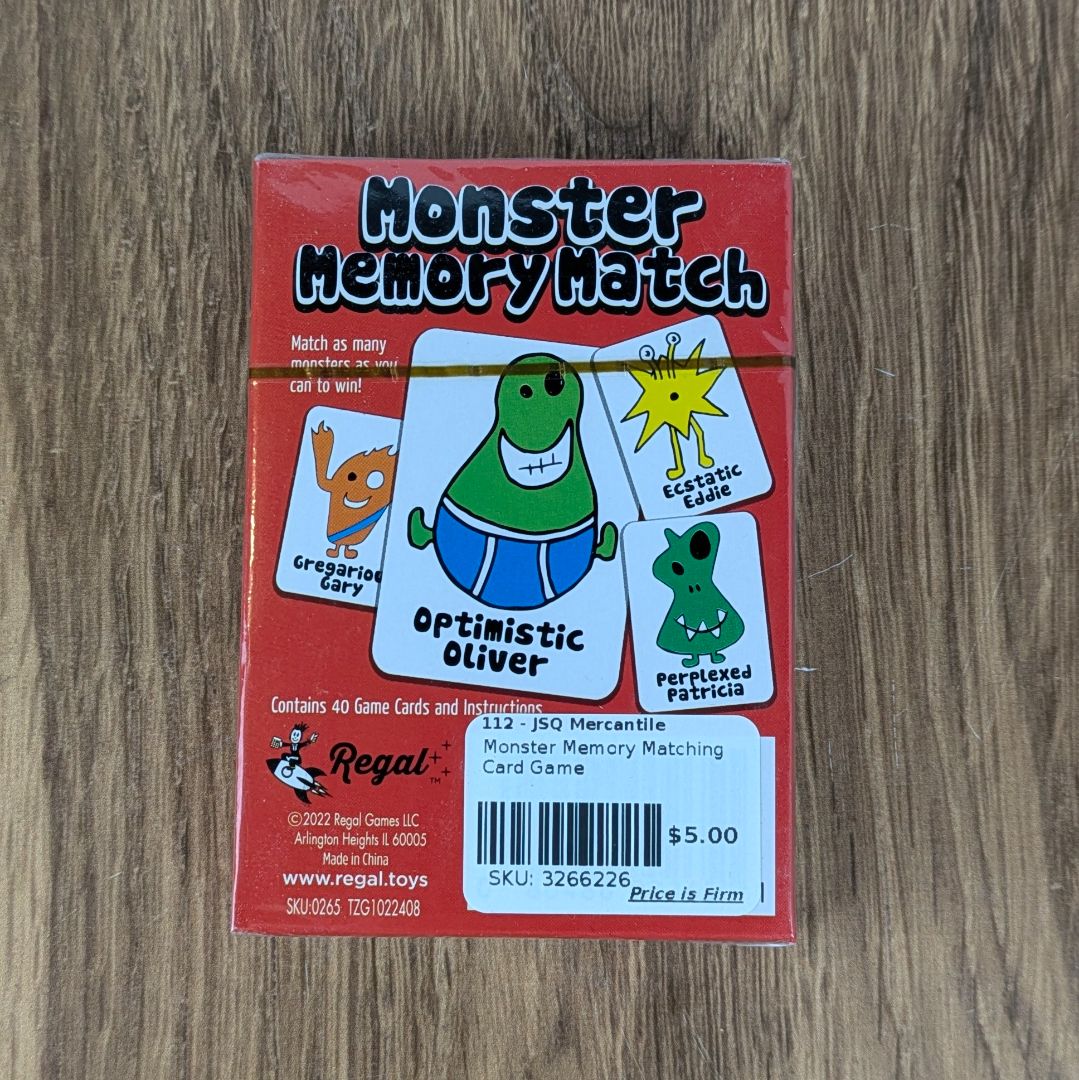 Monster
Memory Match
Match as many
monsters as you
can to win!
Ecstatic
Eddie
Gregariou
Gary
Optimistic
Oliver
Perplexed
Patricia
Contains 40 Game Cards and Instructions
112 - JSQ Mercantile
Monster Memory Matching
Card Game
Regal TM
$5.00
©2022 Regal Games LLC
Arlington Heights IL 60005
Made in China
www.regal.toys
SKU: 3266226
Price is Firm
SKU:0265 TZG1022408